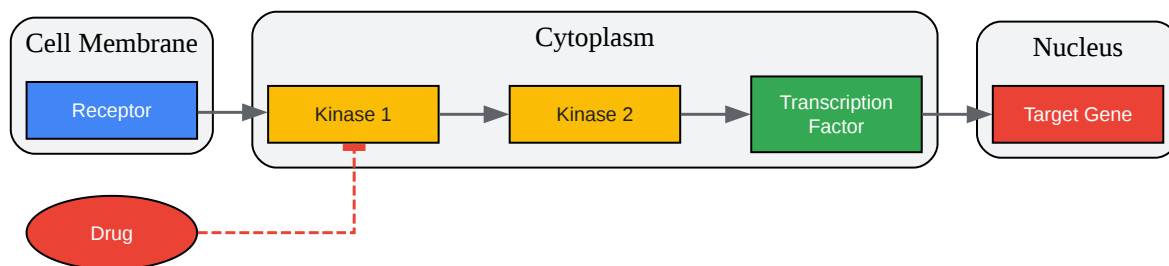 Cell Membrane
Receptor
Cytoplasm
Kinase 1
Kinase 2
Transcription
Factor
Nucleus
Target Gene
Drug